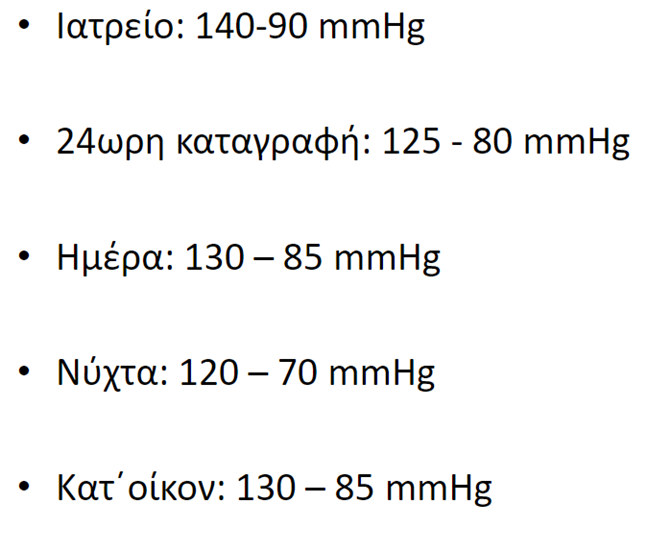 • Ιατρείο: 140-90 mmHg
• 24ωρη καταγραφή: 125 - 80 mmHg
• Ημέρα: 130 – 85 mmHg
• Νύχτα: 120 – 70 mmHg
• Κατ΄οίκον: 130 – 85 mmHg